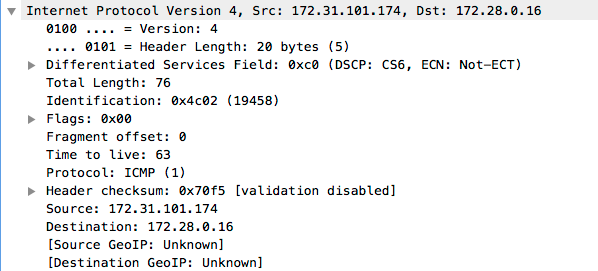 Internet Protocol Version 4, Src: 172.31.101.174, Dst: 172.28.0.16
0100 .... = Version: 4
.... 0101 = Header Length: 20 bytes (5)
Differentiated Services Field: 0xc0 (DSCP: CS6, ECN: Not-ECT)
Total Length: 76
Identification: 0x4c02 (19458)
Flags: 0x00
Fragment offset: 0
Time to live: 63
Protocol: ICMP (1)
Header checksum: 0x70f5 [validation disabled]
Source: 172.31.101.174
Destination: 172.28.0.16
[Source GeoIP: Unknown]
[Destination GeoIP: Unknown]